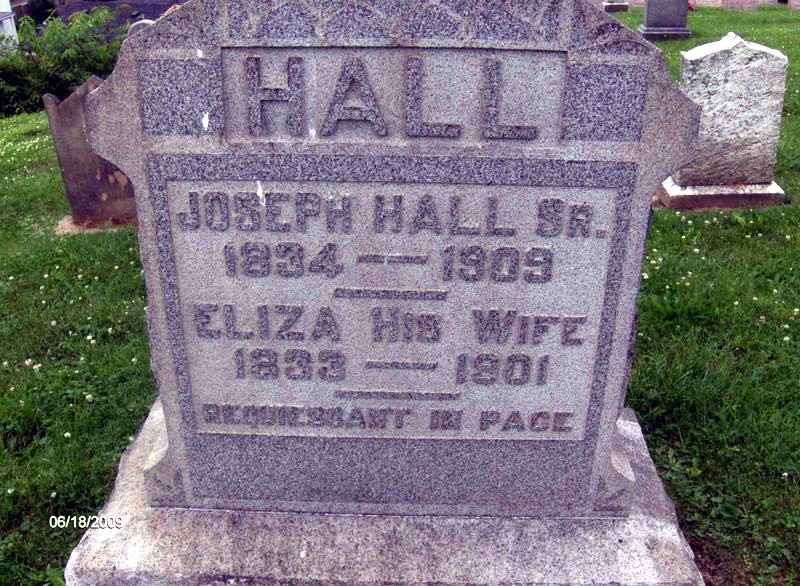 HALL
JOSEPH HALL SR.
1834 — 1909
ELIZA HIS WIFE
1833 — 1901
REQUIESCANT IN PACE
06/18/2009